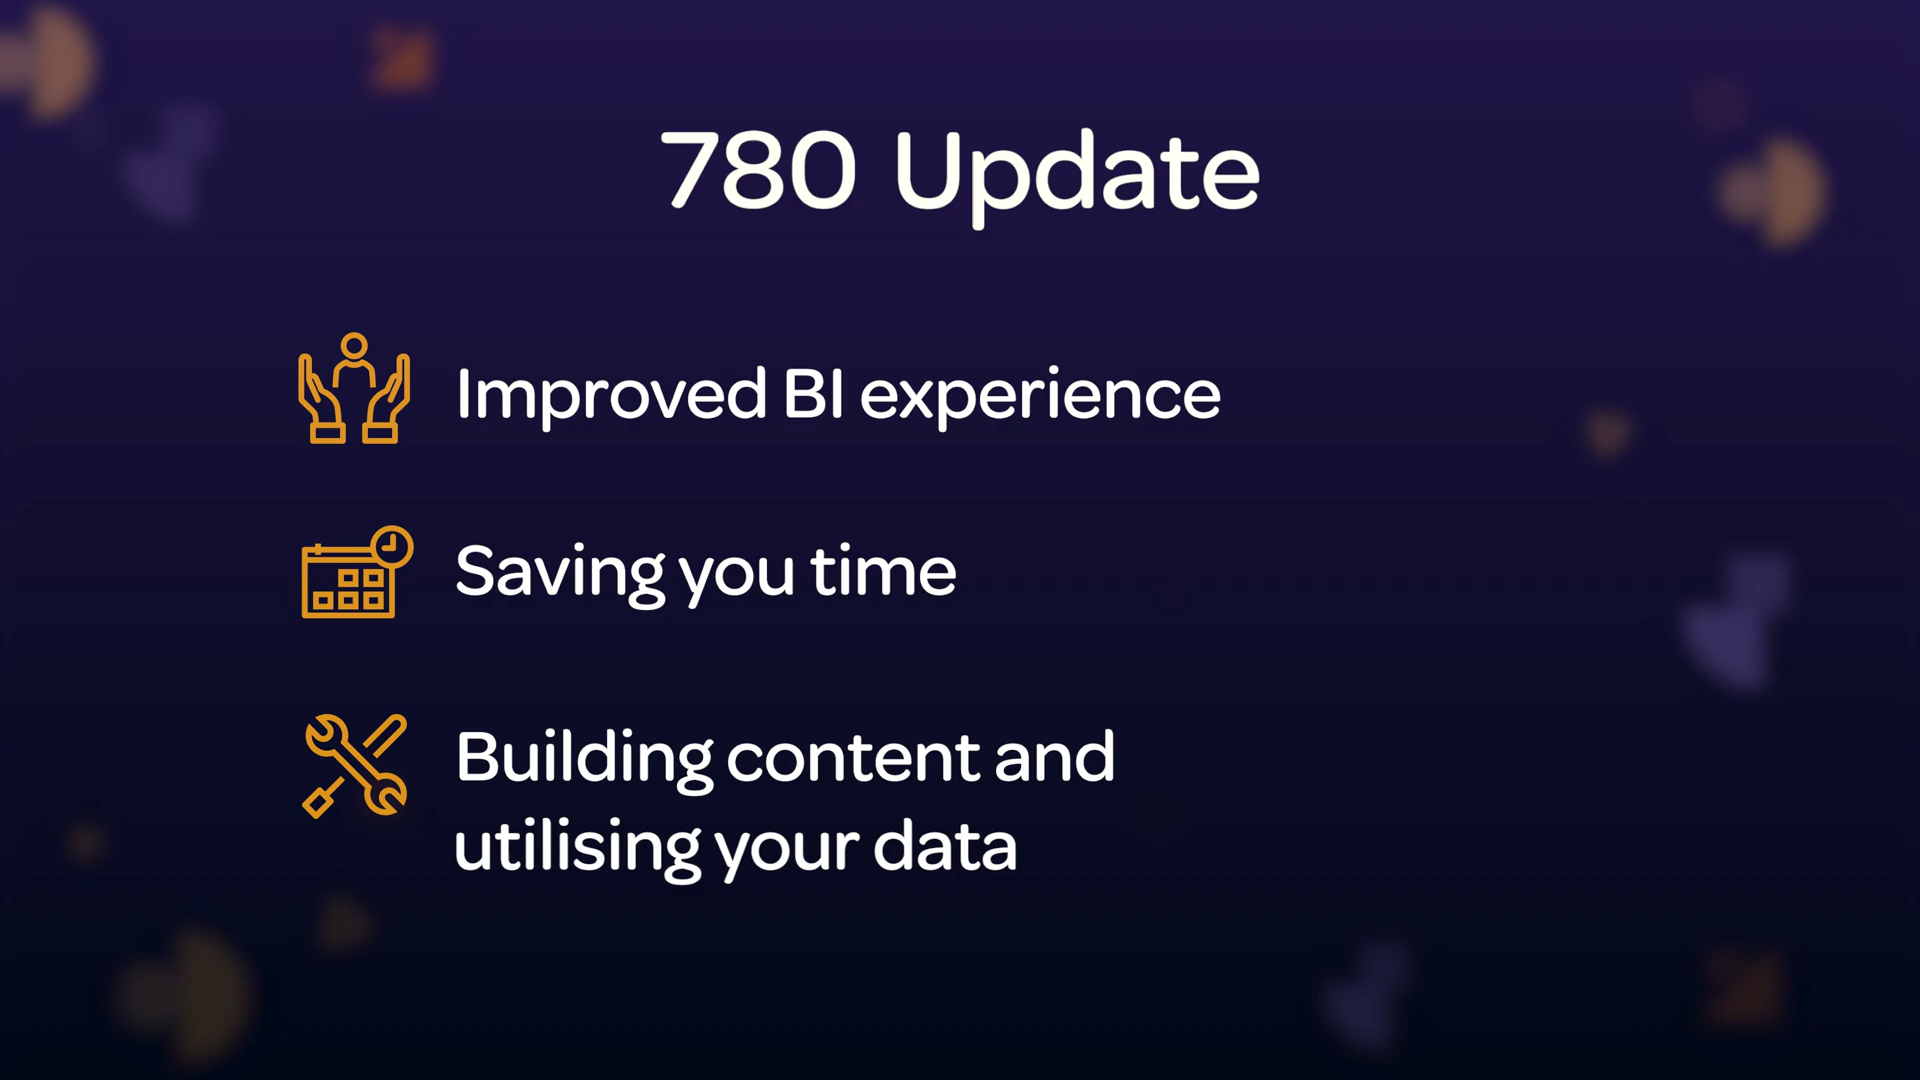 780 Update
Improved BI experience
Saving you time
Building content and
utilising your data